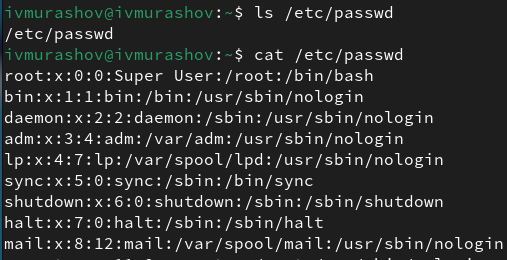 ivmurashov@ivmurashov:~$ ls /etc/passwd
/etc/passwd
ivmurashov@ivmurashov:~$ cat /etc/passwd
root:x:0:0:Super User:/root:/bin/bash
bin:x:1:1:bin:/bin:/usr/sbin/nologin
daemon:x:2:2:daemon:/sbin:/usr/sbin/nologin
adm:x:3:4:adm:/var/adm:/usr/sbin/nologin
lp:x:4:7:lp:/var/spool/lpd:/usr/sbin/nologin
sync:x:5:0:sync:/sbin:/bin/sync
shutdown:x:6:0:shutdown:/sbin:/sbin/shutdown
halt:x:7:0:halt:/sbin:/sbin/halt
mail:x:8:12:mail:/var/spool/mail:/usr/sbin/nologin